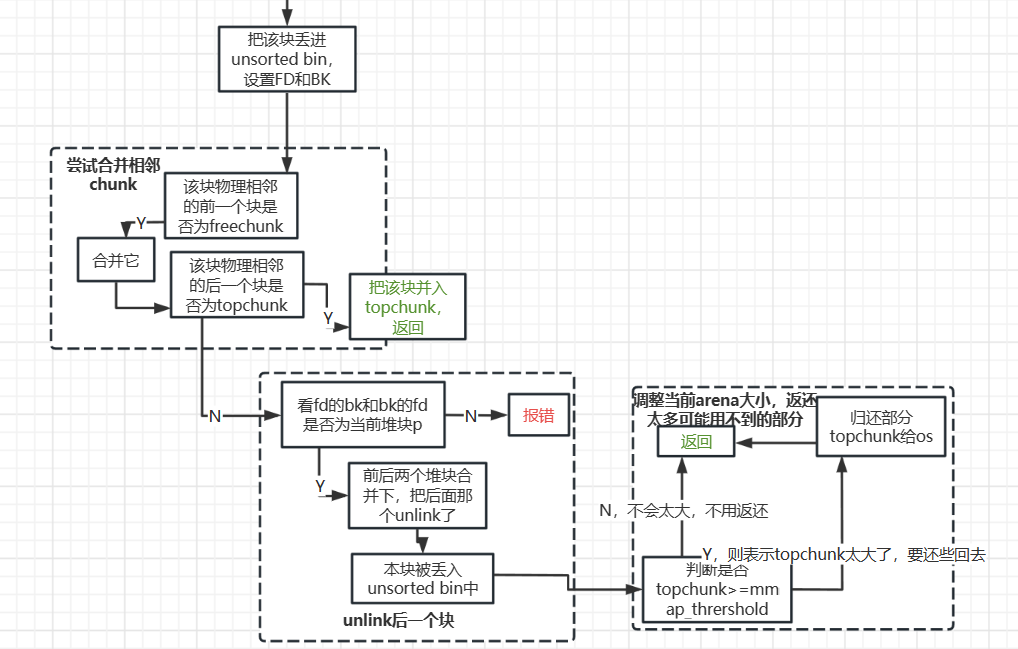 把该块丢进
unsorted bin，
设置FD和BK
尝试合并相邻
chunk
该块物理相邻
的前一个块是
否为freechunk
Y
合并它
该块物理相邻
的后一个块是
否为topchunk
Y
把该块并入
topchunk，
返回
N
看fd的bk和bk的fd
是否为当前堆块p
N
报错
Y
前后两个堆块合
并下，把后面那
个unlink了
本块被丢入
unsorted bin中
unlink后一个块
调整当前arena大小，返还
太多可能用不到的部分
归还部分
topchunk给os
返回
N，不会太大，不用返还
Y，则表示topchunk太大了，要还些回去
判断是否
topchunk>=mm
ap_thrershold